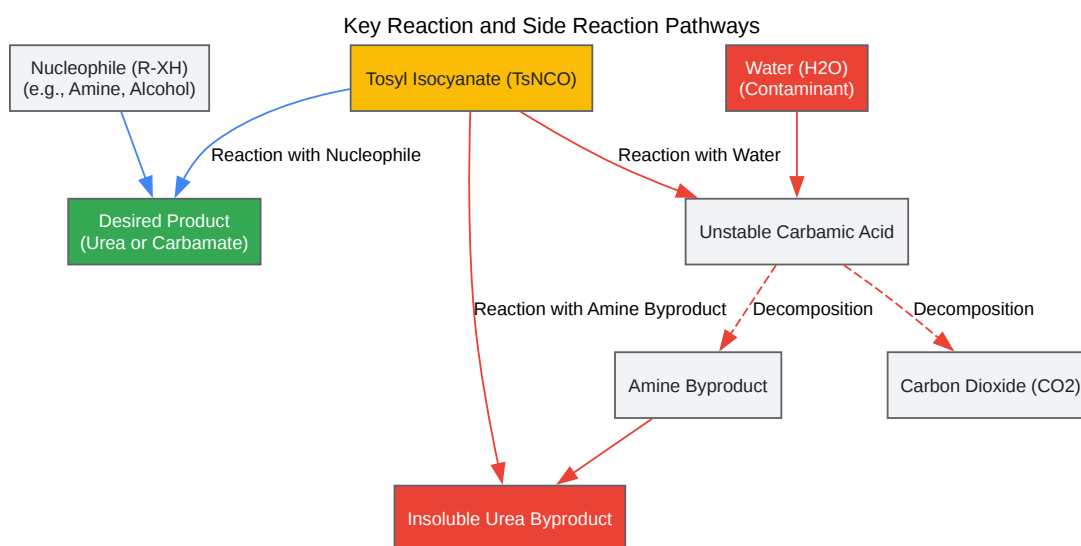 Key Reaction and Side Reaction Pathways
Nucleophile (R-XH)
(e.g., Amine, Alcohol)
Tosyl Isocyanate (TsNCO)
Water (H2O)
(Contaminant)
Reaction with Nucleophile
Reaction with Water
Desired Product
(Urea or Carbamate)
Unstable Carbamic Acid
Reaction with Amine Byproduct
Decomposition
Decomposition
Amine Byproduct
Carbon Dioxide (CO2)
Insoluble Urea Byproduct